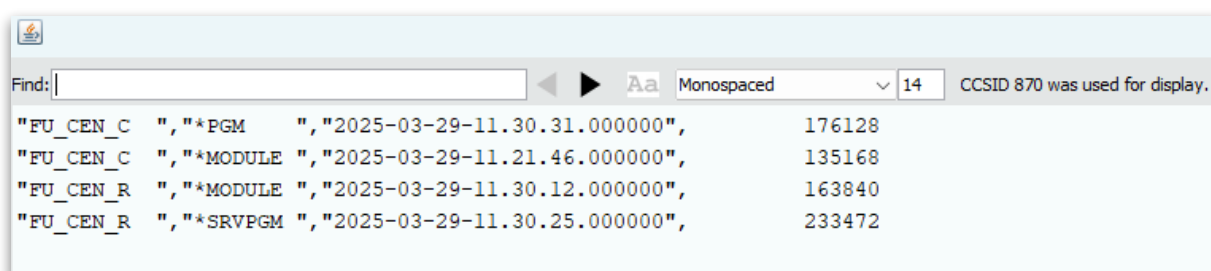 Find: Aa Monospaced 14 CCSID 870 was used for display.
"FU_CEN_C  ","*PGM    ","2025-03-29-11.30.31.000000",          176128
"FU_CEN_C  ","*MODULE ","2025-03-29-11.21.46.000000",          135168
"FU_CEN_R  ","*MODULE ","2025-03-29-11.30.12.000000",          163840
"FU_CEN_R  ","*SRVPGM ","2025-03-29-11.30.25.000000",          233472